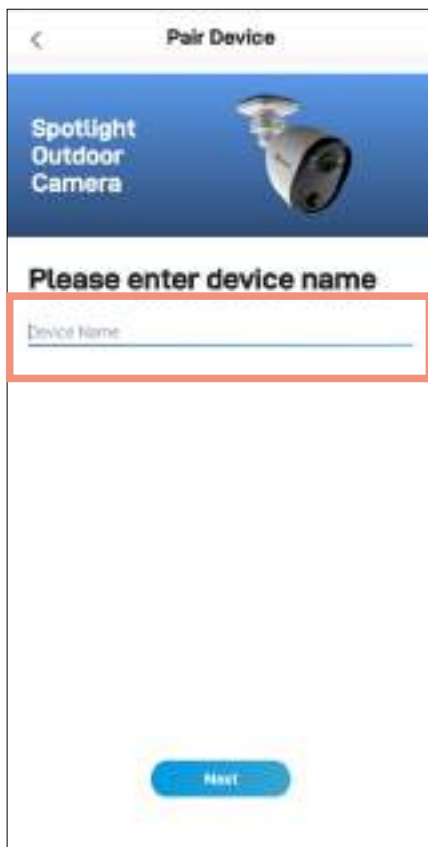 Pair Device
Spotlight
Outdoor
Camera
Please enter device name
Device Name
Next